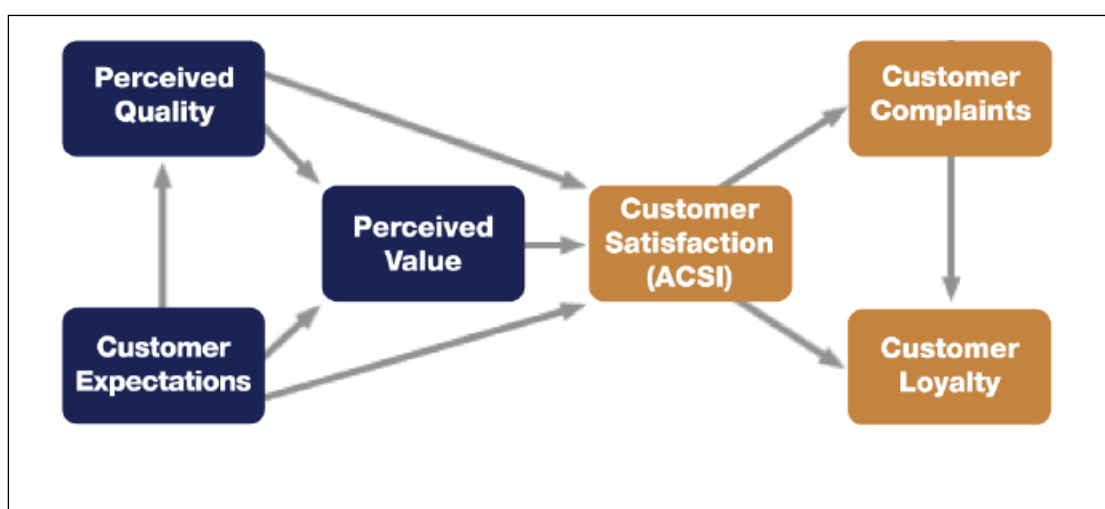 Perceived
Quality
Customer
Complaints
Perceived
Value
Customer
Satisfaction
(ACSI)
Customer
Expectations
Customer
Loyalty